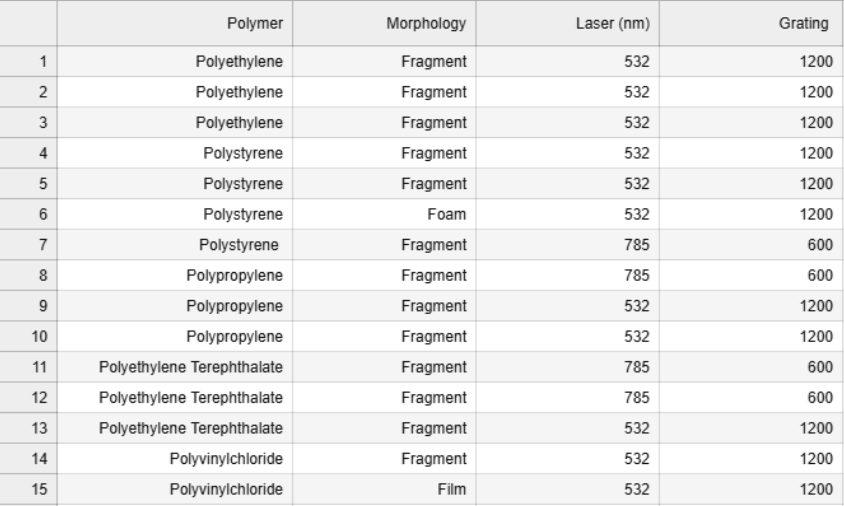 Polymer Morphology Laser (nm) Grating
1 Polyethylene Fragment 532 1200
2 Polyethylene Fragment 532 1200
3 Polyethylene Fragment 532 1200
4 Polystyrene Fragment 532 1200
5 Polystyrene Fragment 532 1200
6 Polystyrene Foam 532 1200
7 Polystyrene Fragment 785 600
8 Polypropylene Fragment 785 600
9 Polypropylene Fragment 532 1200
10 Polypropylene Fragment 532 1200
11 Polyethylene Terephthalate Fragment 785 600
12 Polyethylene Terephthalate Fragment 785 600
13 Polyethylene Terephthalate Fragment 532 1200
14 Polyvinylchloride Fragment 532 1200
15 Polyvinylchloride Film 532 1200